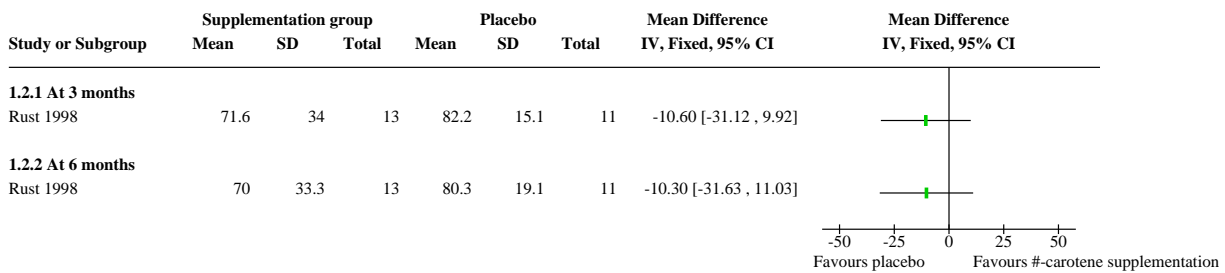 Supplementation group Placebo Mean Difference Mean Difference
Study or Subgroup Mean SD Total Mean SD Total IV, Fixed, 95% CI IV, Fixed, 95% CI
1.2.1 At 3 months
Rust 1998 71.6 34 13 82.2 15.1 11 -10.60 [-31.12 , 9.92]
1.2.2 At 6 months
Rust 1998 70 33.3 13 80.3 19.1 11 -10.30 [-31.63 , 11.03]
-50 -25 0 25 50
Favours placebo Favours #-carotene supplementation